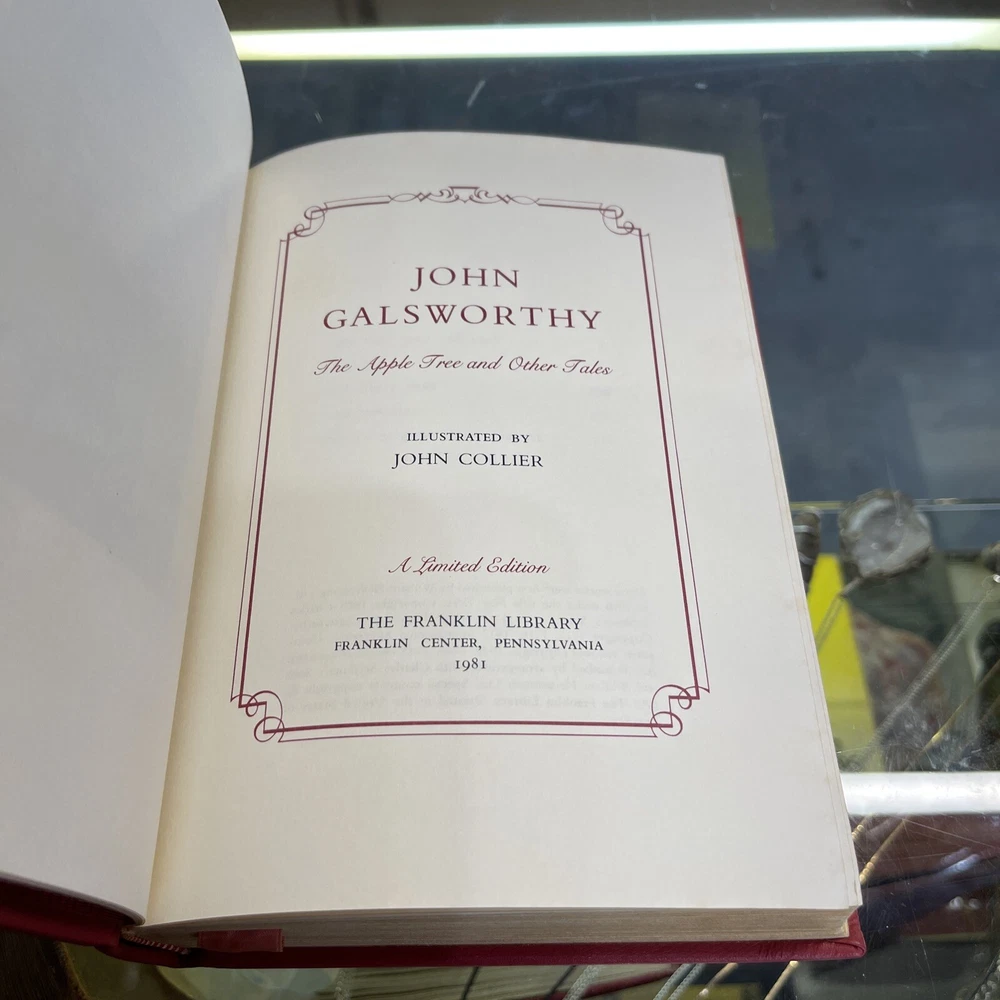 JOHN
GALSWORTHY
The Apple Tree and Other Tales
ILLUSTRATED BY
JOHN COLLIER
A Limited Edition
THE FRANKLIN LIBRARY
FRANKLIN CENTER, PENNSYLVANIA
1981